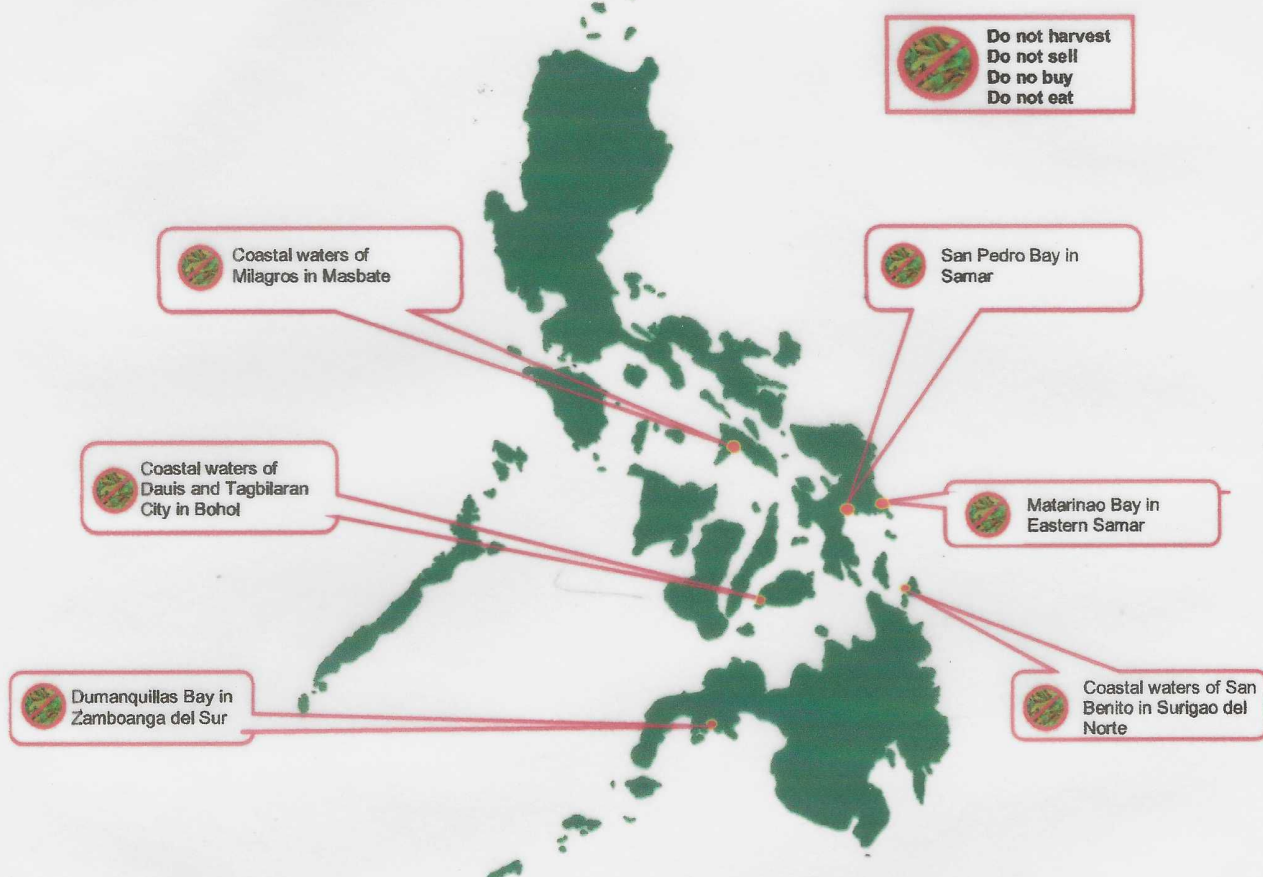 Do not harvest
Do not sell
Do no buy
Do not eat
Coastal waters of
Milagros in Masbate
San Pedro Bay in
Samar
Coastal waters of
Dauis and Tagbilaran
City in Bohol
Matarinao Bay in
Eastern Samar
Dumanquillas Bay in
Zamboanga del Sur
Coastal waters of San
Benito in Surigao del
Norte